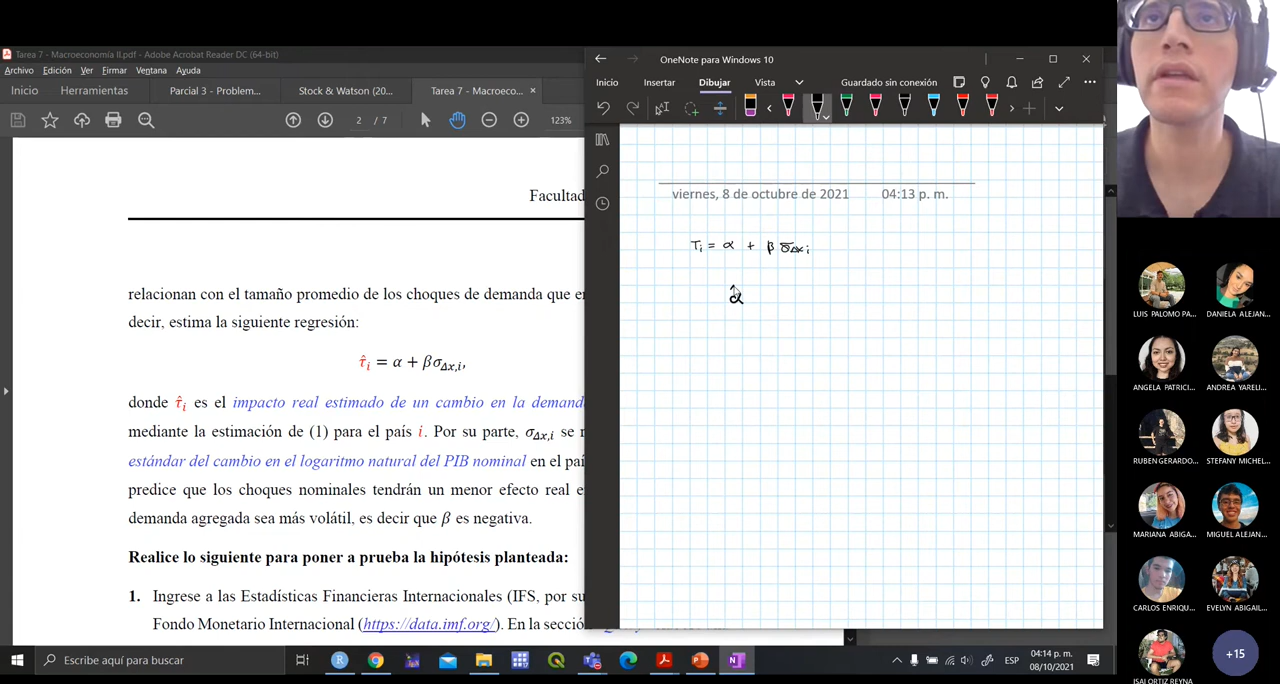 Tarea 7 - Macroeconomía II.pdf - Adobe Acrobat Reader DC (64-bit)
Archivo Edición Ver Firmar Ventana Ayuda
Inicio Herramientas Parcial 3 - Problem... Stock & Watson (20... Tarea 7 - Macroec... ×
2 / 7 123%
Facultad
relacionan con el tamaño promedio de los choques de demanda que en
decir, estima la siguiente regresión:
τ̂i = α + βσΔx,i,
donde τ̂i es el impacto real estimado de un cambio en la demand
mediante la estimación de (1) para el país i. Por su parte, σΔx,i se
estándar del cambio en el logaritmo natural del PIB nominal en el paí
predice que los choques nominales tendrán un menor efecto real e
demanda agregada sea más volátil, es decir que β es negativa.
Realice lo siguiente para poner a prueba la hipótesis planteada:
1. Ingrese a las Estadísticas Financieras Internacionales (IFS, por su
Fondo Monetario Internacional (https://data.imf.org/). En la secció
OneNote para Windows 10
Inicio Insertar Dibujar Vista Guardado sin conexión
viernes, 8 de octubre de 2021 04:13 p. m.
τi = α + β σΔx i
α̂
LUIS PALOMO PA...
DANIELA ALEJAN...
ANGELA PATRICI...
ANDREA YARELI...
RUBEN GERARDO...
STEFANY MICHEL...
MARIANA ABIGA...
MIGUEL ALEJAN...
CARLOS ENRIQU...
EVELYN ABIGAIL...
ISAI ORTIZ REYNA
+15
Escribe aquí para buscar
ESP
04:14 p. m.
08/10/2021